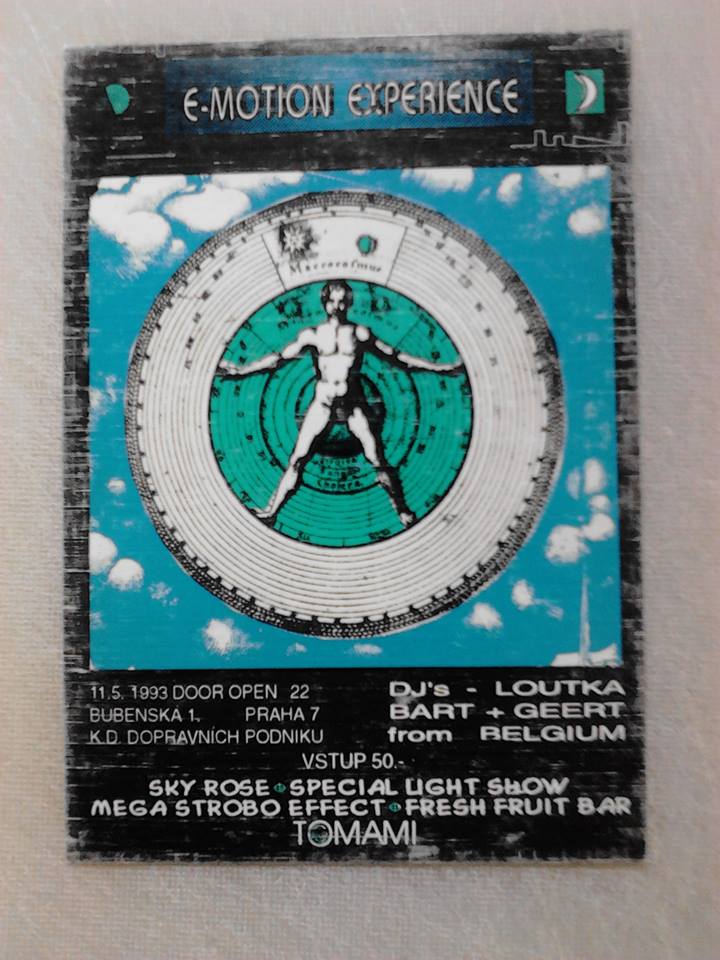 E-MOTION EXPERIENCE
Macrocosmus
11.5. 1993 DOOR OPEN 22
BUBENSKÁ 1, PRAHA 7
K.D. DOPRAVNÍCH PODNIKU
DJ's - LOUTKA
BART + GEERT
from BELGIUM
VSTUP 50.-
SKY ROSE SPECIAL LIGHT SHOW
MEGA STROBO EFFECT FRESH FRUIT BAR
TOMAMI